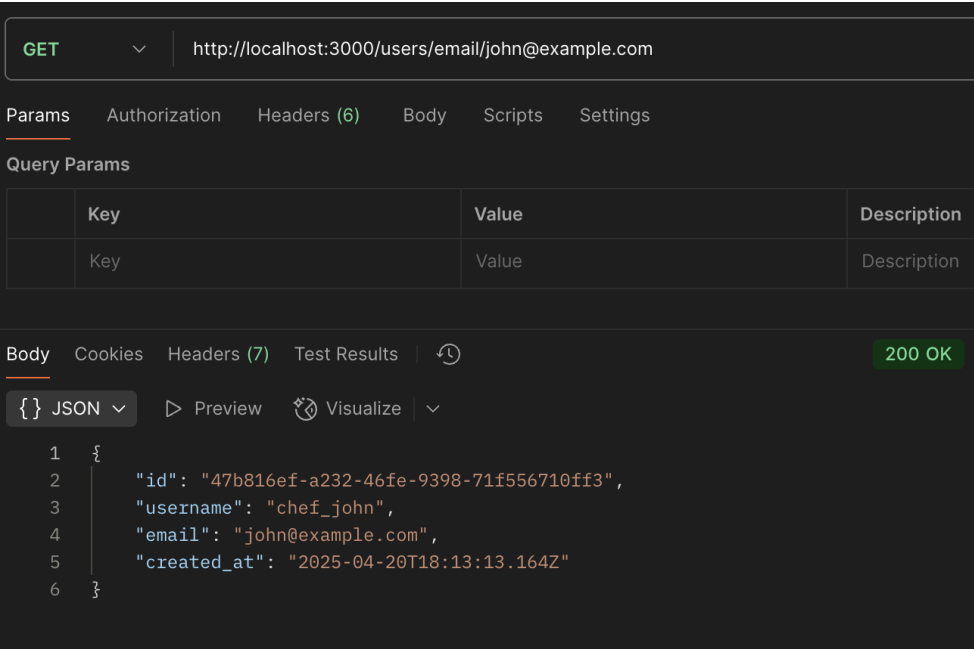 GET http://localhost:3000/users/email/john@example.com
Params Authorization Headers (6) Body Scripts Settings
Query Params
Key Value Description
Key Value Description
Body Cookies Headers (7) Test Results 200 OK
{} JSON Preview Visualize
1 {
2 "id": "47b816ef-a232-46fe-9398-71f556710ff3",
3 "username": "chef_john",
4 "email": "john@example.com",
5 "created_at": "2025-04-20T18:13:13.164Z"
6 }